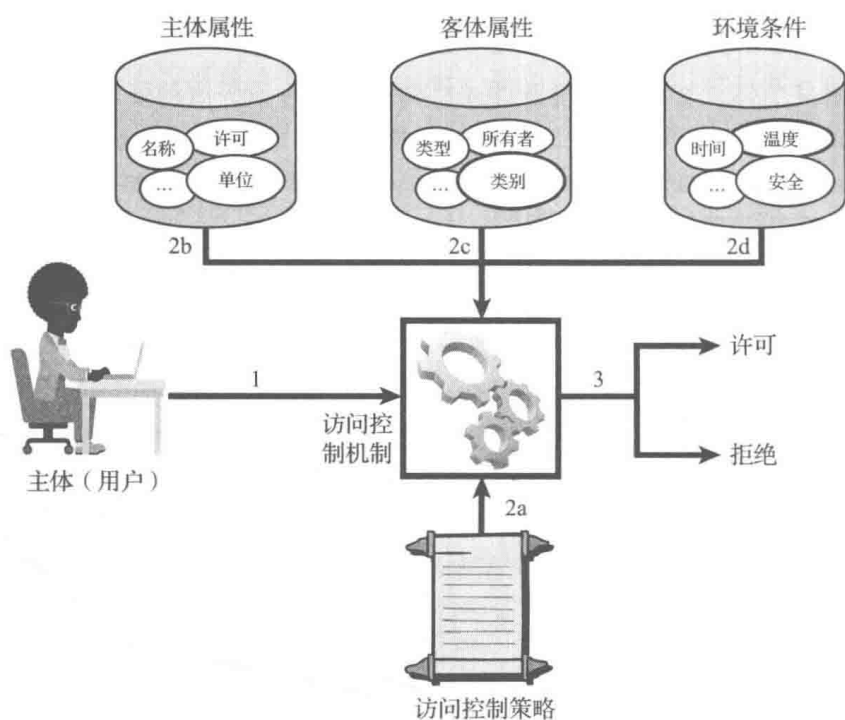 主体属性
客体属性
环境条件
名称
许可
...
单位
类型
所有者
...
类别
时间
温度
...
安全
2b
2c
2d
1
访问控
制机制
3
许可
拒绝
主体（用户）
2a
访问控制策略